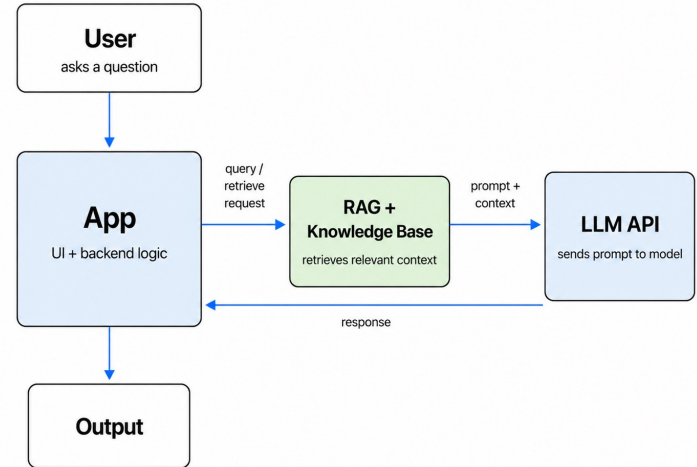 User
asks a question
App
UI + backend logic
query /
retrieve
request
RAG +
Knowledge Base
retrieves relevant context
prompt +
context
LLM API
sends prompt to model
response
Output